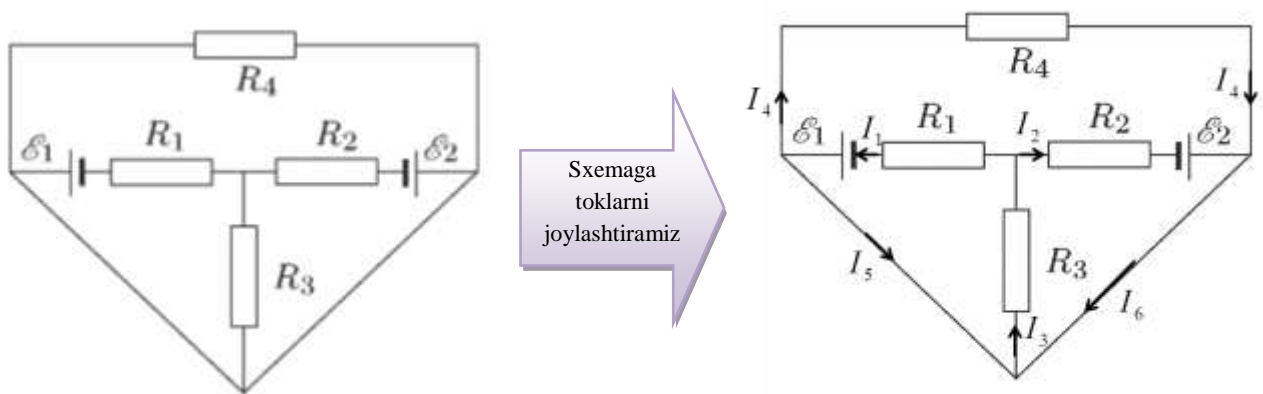 R4
ℰ1 R1 R2 ℰ2
R3
Sxemaga
toklarni
joylashtiramiz
R4
I4 I4
ℰ1 I1 R1 I2 R2 ℰ2
R3
I5 I6
I3